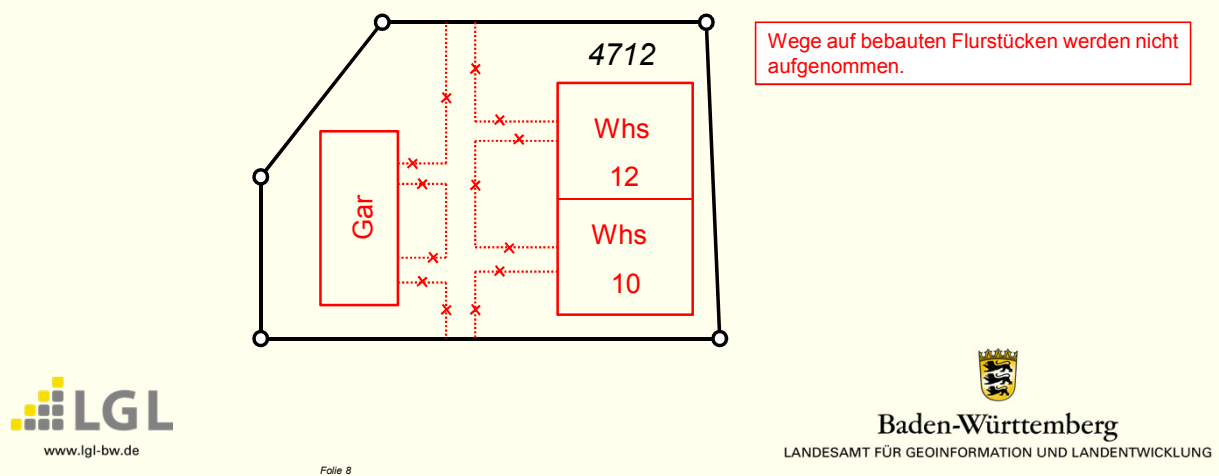 4712
Wege auf bebauten Flurstücken werden nicht
aufgenommen.
Whs
12
Gar
Whs
10
LGL
www.lgl-bw.de
Baden-Württemberg
LANDESAMT FÜR GEOINFORMATION UND LANDENTWICKLUNG
Folie 8